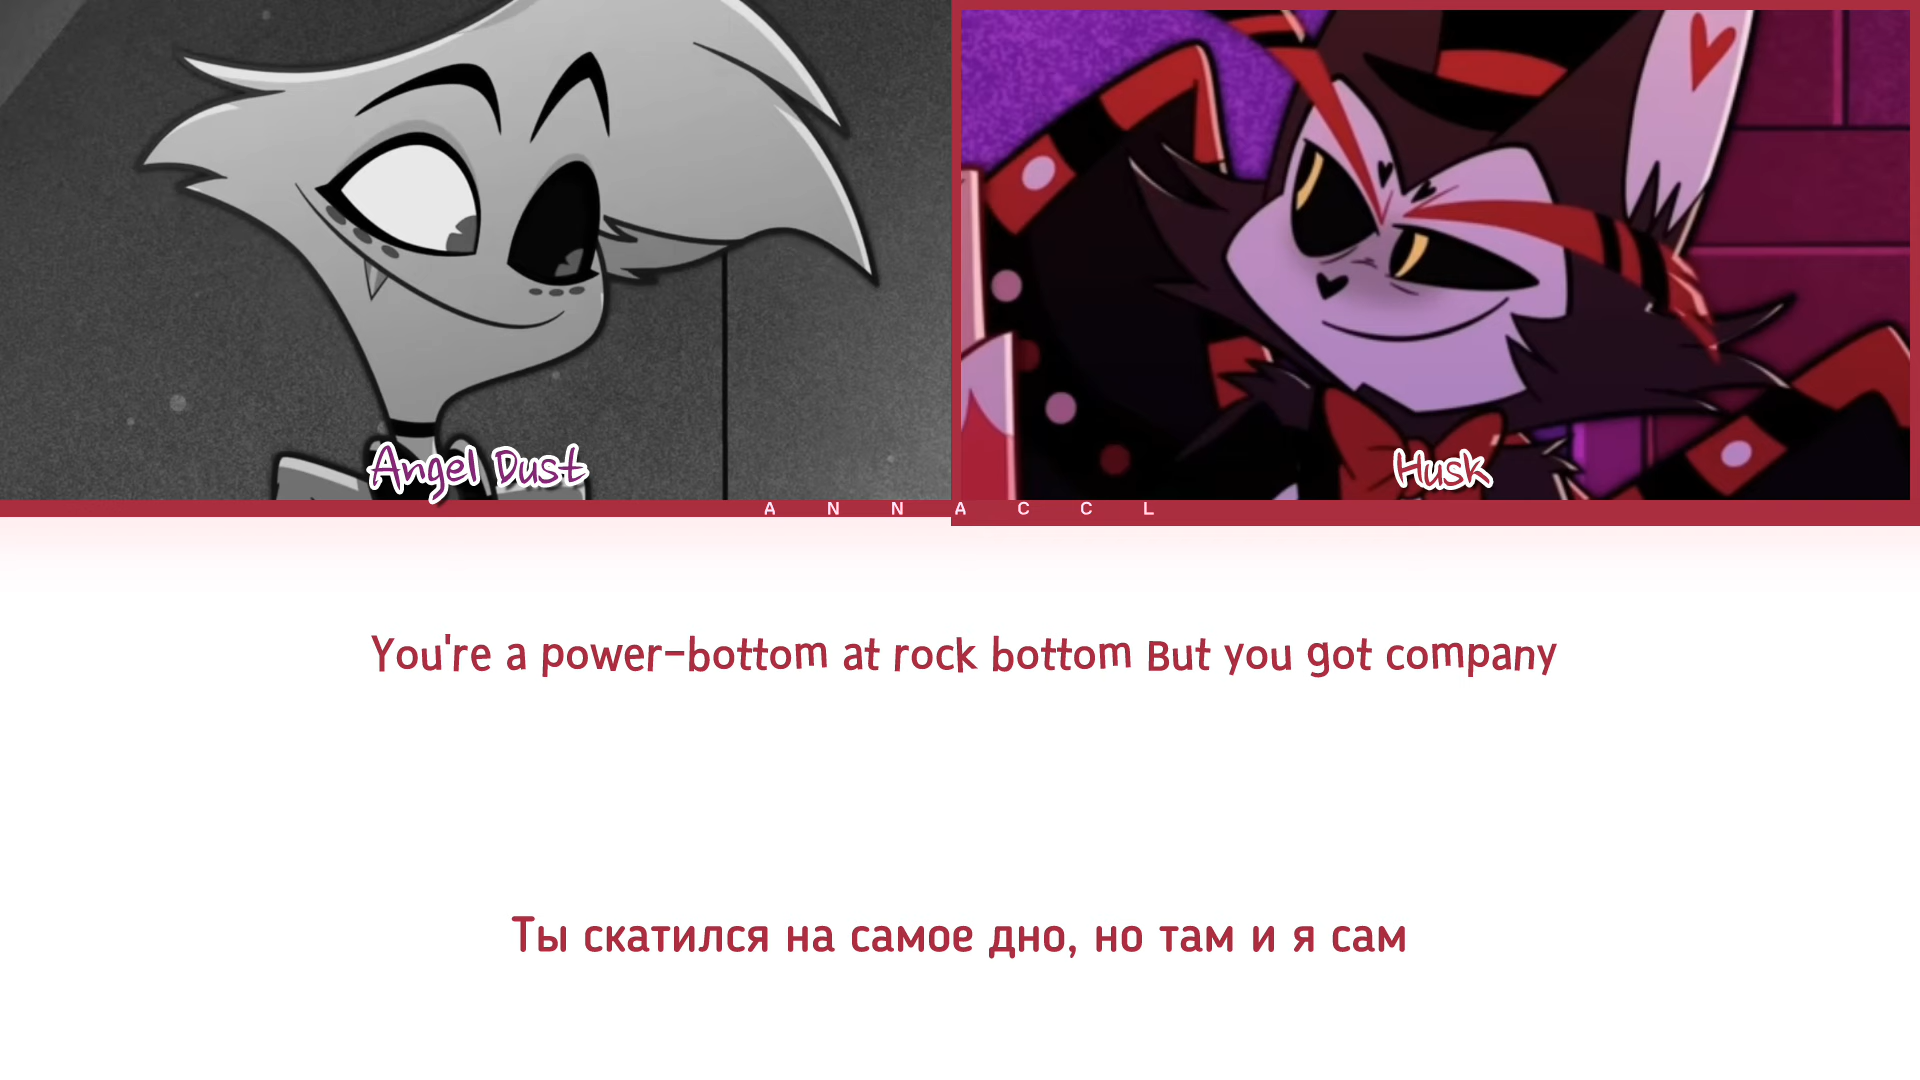 Angel Dust
Husk
A N N A C C L
You're a power-bottom at rock bottom But you got company
Ты скатился на самое дно, но там и я сам